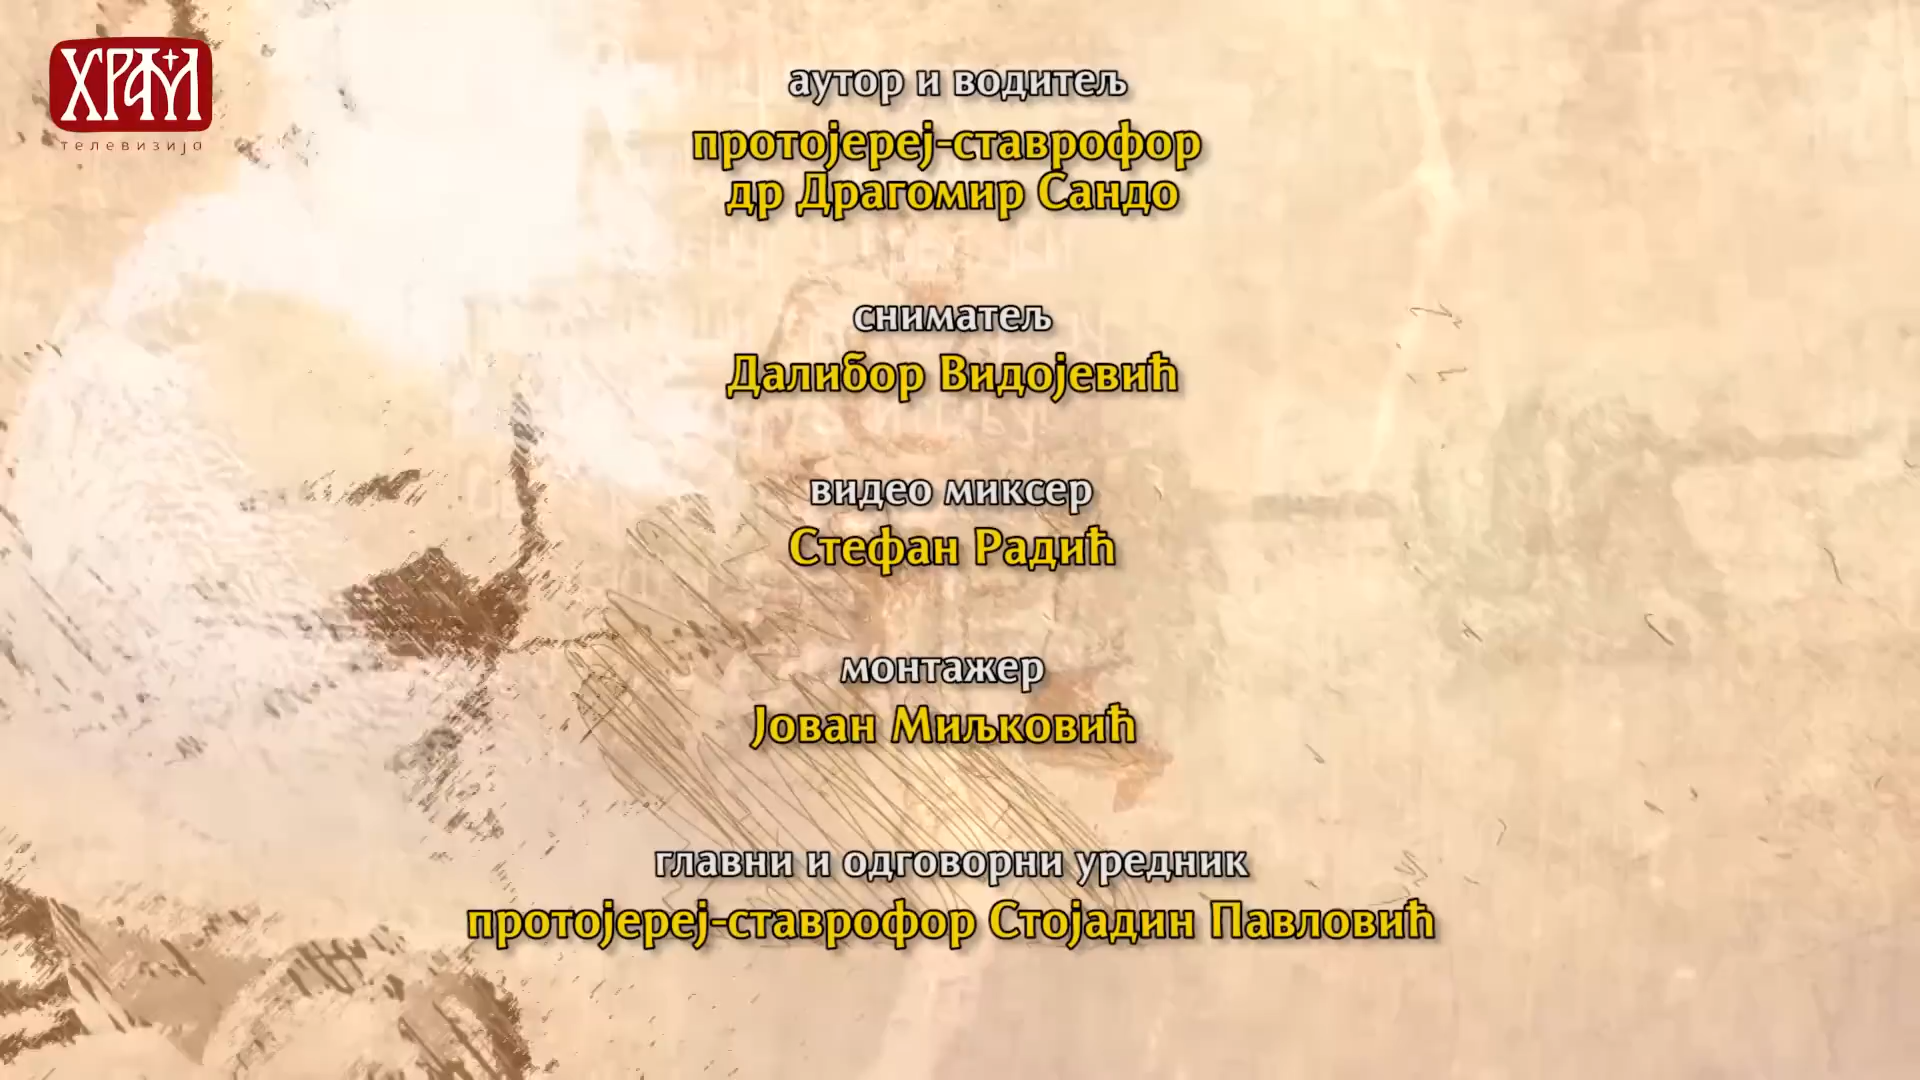 ХРАМ
телевизија
аутор и водитељ
протојереј-ставрофор
др Драгомир Сандо
сниматељ
Далибор Видојевић
видео миксер
Стефан Радић
монтажер
Јован Миљковић
главни и одговорни уредник
протојереј-ставрофор Стојадин Павловић